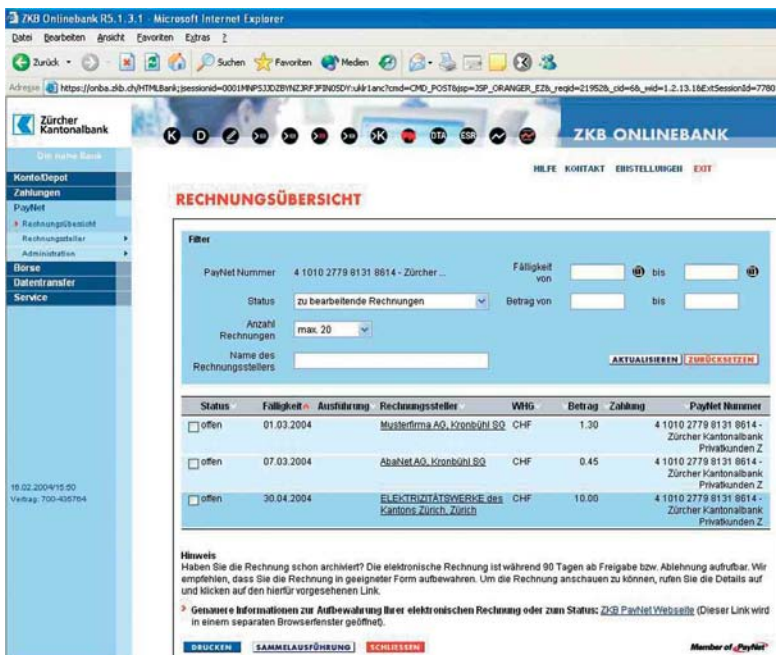 ZKB Onlinebank R5.1.3.1 - Microsoft Internet Explorer
Datei Bearbeiten Ansicht Favoriten Extras ?
Zurück Suchen Favoriten Medien
Adresse
Zürcher
Kantonalbank
K D >K DTA ESR ZKB ONLINEBANK
Die nahe Bank
HILFE KONTAKT EINSTELLUNGEN EXIT
Konto/Depot
Zahlungen
PayNet
Rechnungsübersicht
Rechnungssteller
Administration
Börse
Datentransfer
Service
16.02.2004/15:50
Vertrag: 700-435764
RECHNUNGSÜBERSICHT
Filter
PayNet Nummer 4 1010 2779 8131 8614 - Zürcher ... Fälligkeit von bis
Status zu bearbeitende Rechnungen Betrag von bis
Anzahl Rechnungen max. 20
Name des Rechnungsstellers
AKTUALISIEREN ZURÜCKSETZEN
Status Fälligkeit Ausführung Rechnungssteller WHG Betrag Zahlung PayNet Nummer
offen 01.03.2004 Musterfirma AG, Kronbühl SG CHF 1.30 4 1010 2779 8131 8614 -
Zürcher Kantonalbank
Privatkunden Z
offen 07.03.2004 AbaNet AG, Kronbühl SG CHF 0.45 4 1010 2779 8131 8614 -
Zürcher Kantonalbank
Privatkunden Z
offen 30.04.2004 ELEKTRIZITÄTSWERKE des CHF 10.00 4 1010 2779 8131 8614 -
Kantons Zürich, Zürich Zürcher Kantonalbank
Privatkunden Z
Hinweis
Haben Sie die Rechnung schon archiviert? Die elektronische Rechnung ist während 90 Tagen ab Freigabe bzw. Ablehnung aufrufbar. Wir
empfehlen, dass Sie die Rechnung in geeigneter Form aufbewahren. Um die Rechnung anschauen zu können, rufen Sie die Details auf
und klicken auf den hierfür vorgesehenen Link.
Genauere Informationen zur Aufbewahrung Ihrer elektronischen Rechnung oder zum Status: ZKB PayNet Webseite (Dieser Link wird
in einem separaten Browserfenster geöffnet).
DRUCKEN SAMMELAUSFÜHRUNG SCHLIESSEN
Member of PayNet